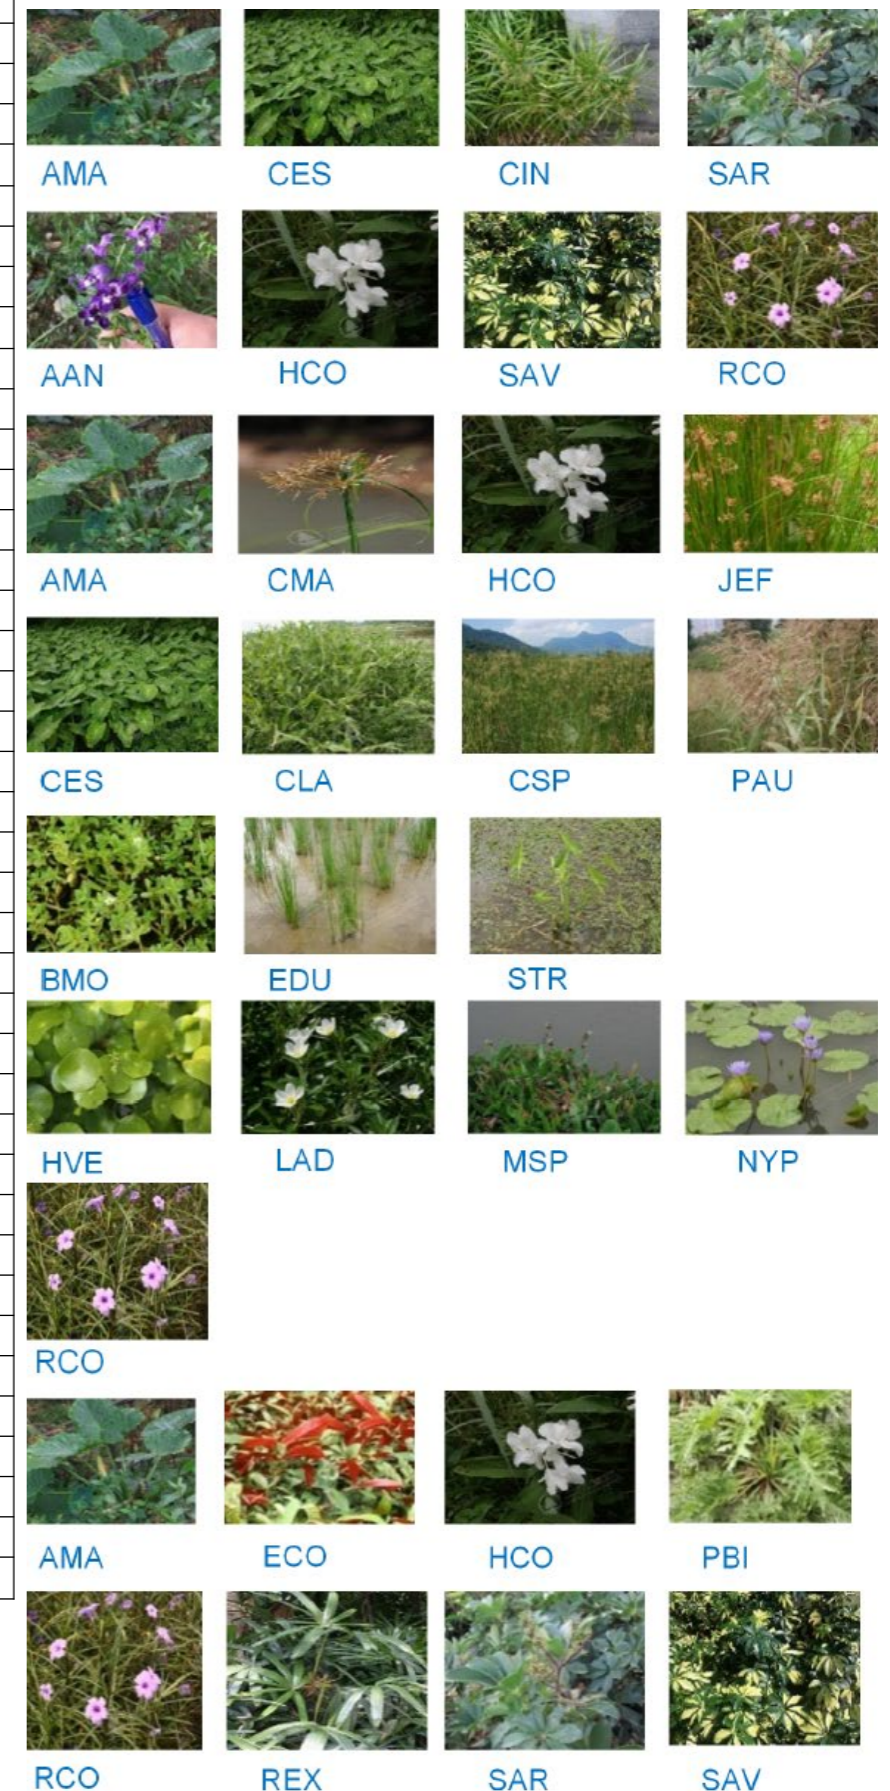 AMA CES CIN SAR
AAN HCO SAV RCO
AMA CMA HCO JEF
CES CLA CSP PAU
BMO EDU STR
HVE LAD MSP NYP
RCO
AMA ECO HCO PBI
RCO REX SAR SAV